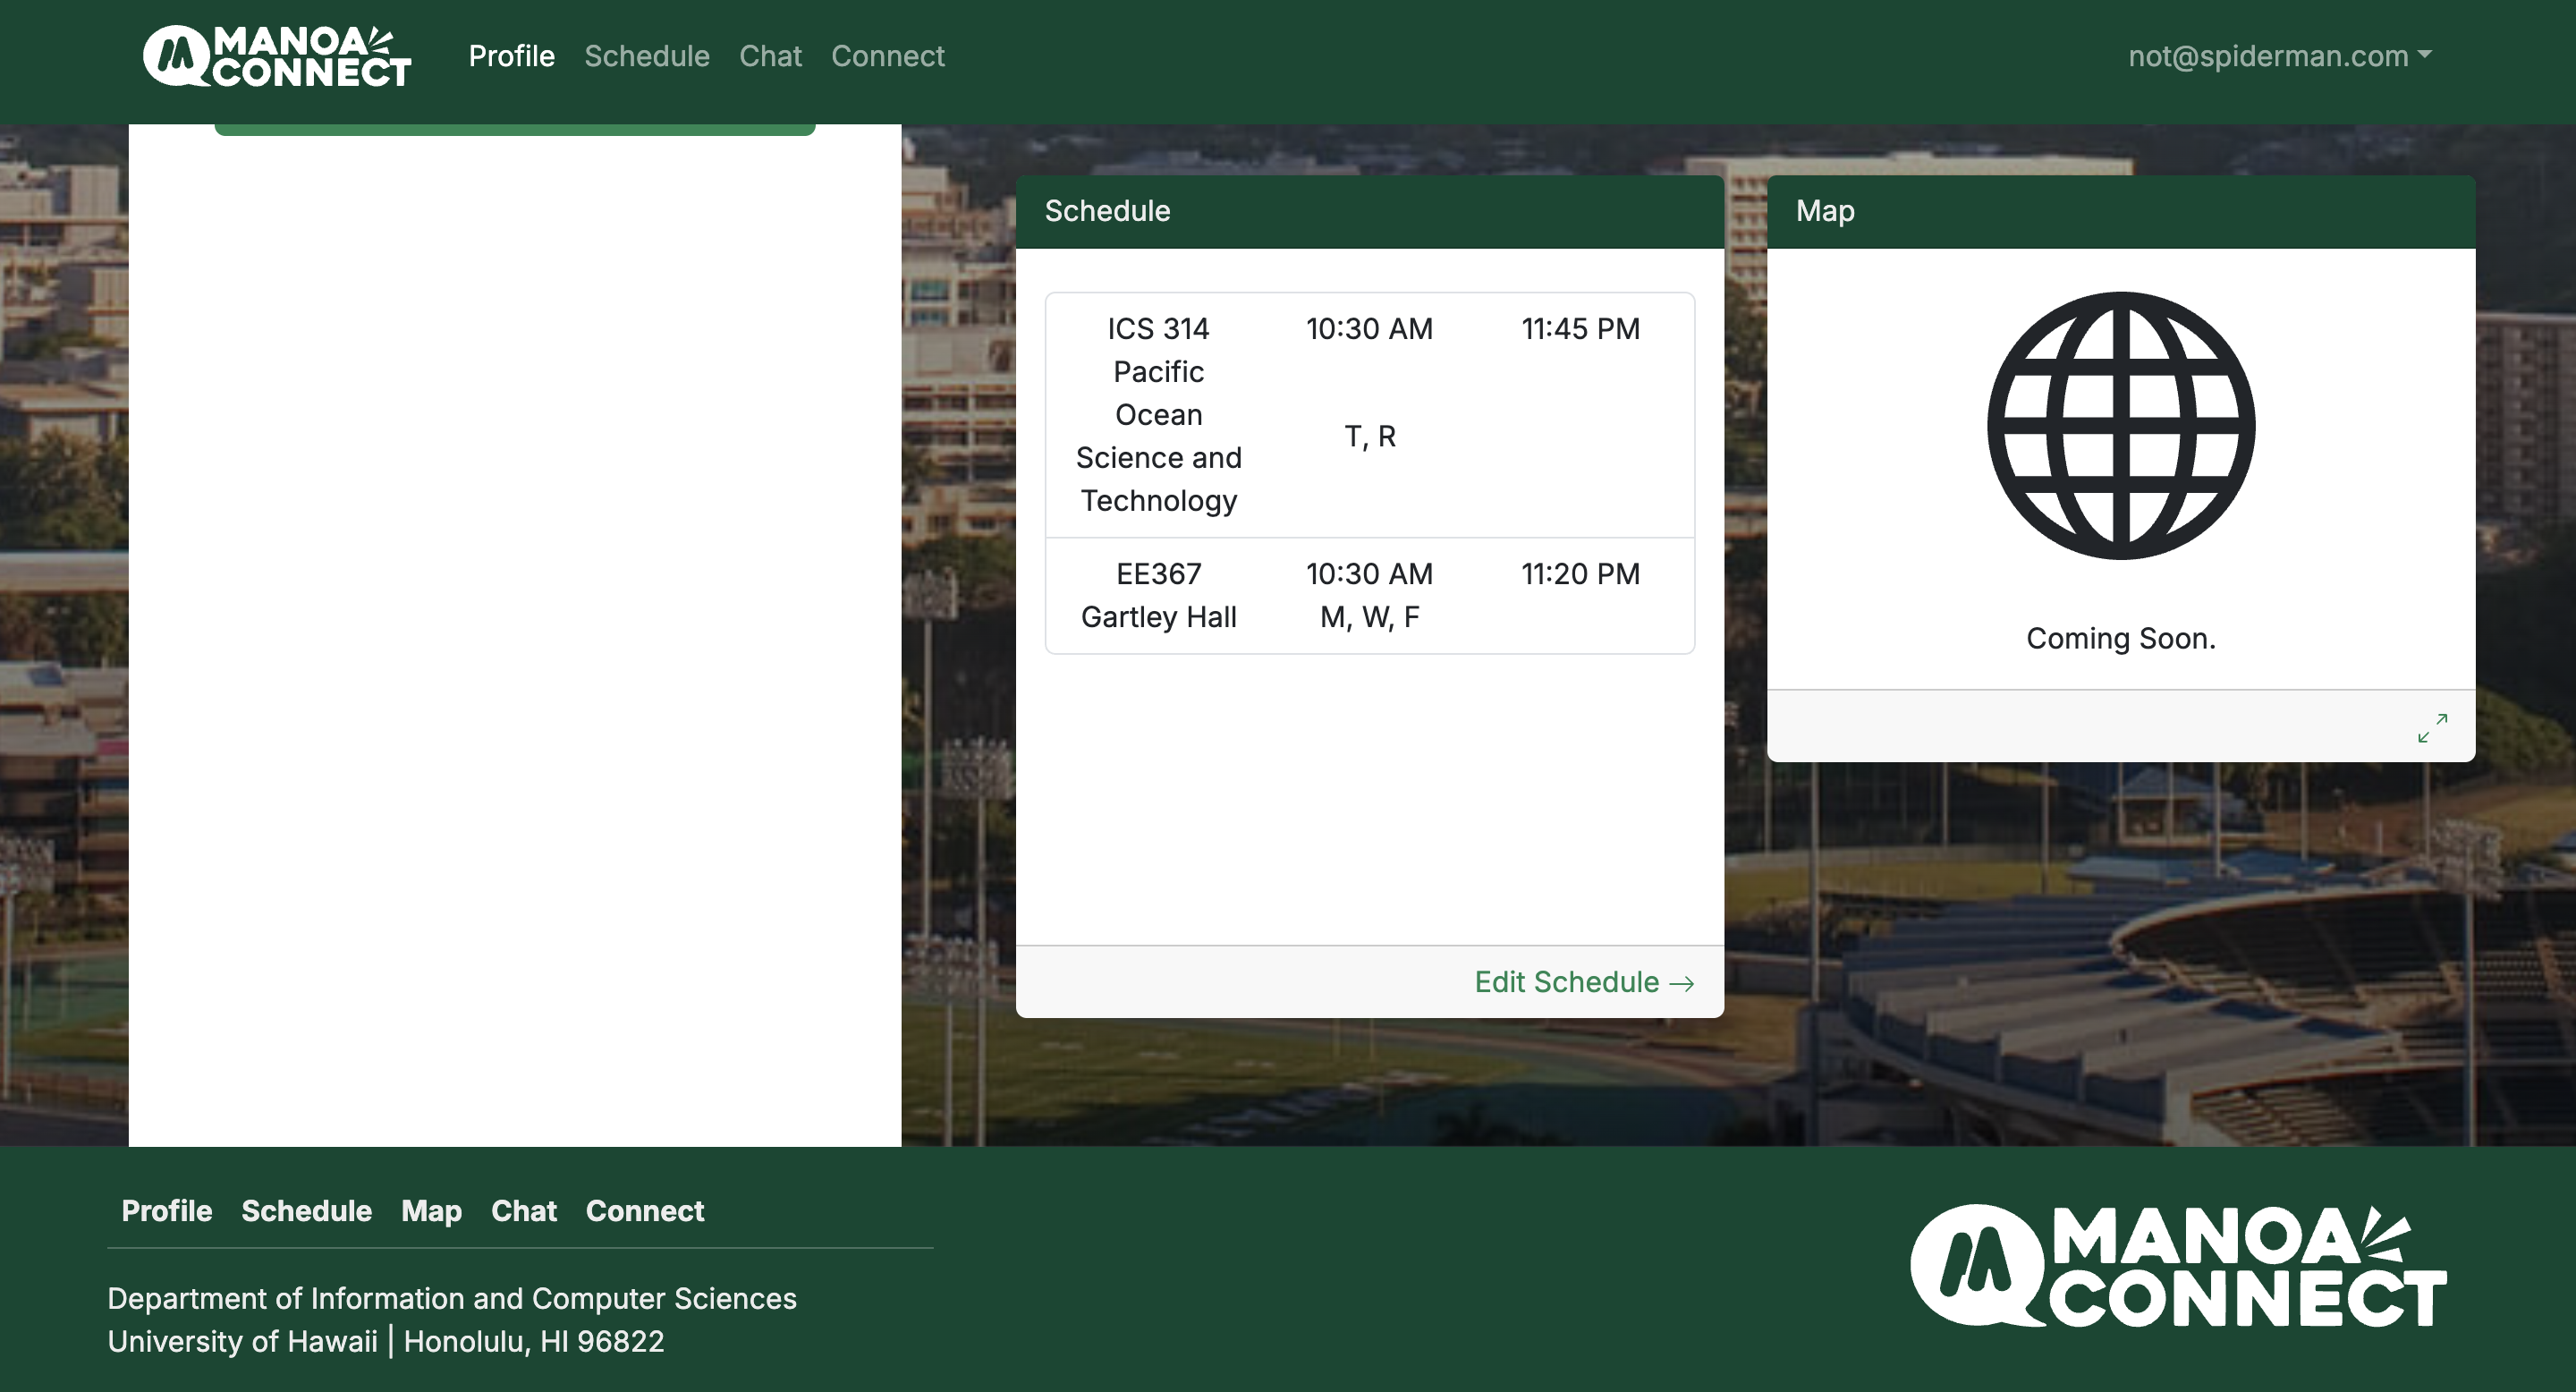 MANOA
CONNECT
Profile Schedule Chat Connect
not@spiderman.com
Schedule
ICS 314 10:30 AM 11:45 PM
Pacific
Ocean
Science and
Technology
T, R
EE367 10:30 AM 11:20 PM
Gartley Hall M, W, F
Edit Schedule →
Map
Coming Soon.
Profile Schedule Map Chat Connect
Department of Information and Computer Sciences
University of Hawaii | Honolulu, HI 96822
MANOA
CONNECT